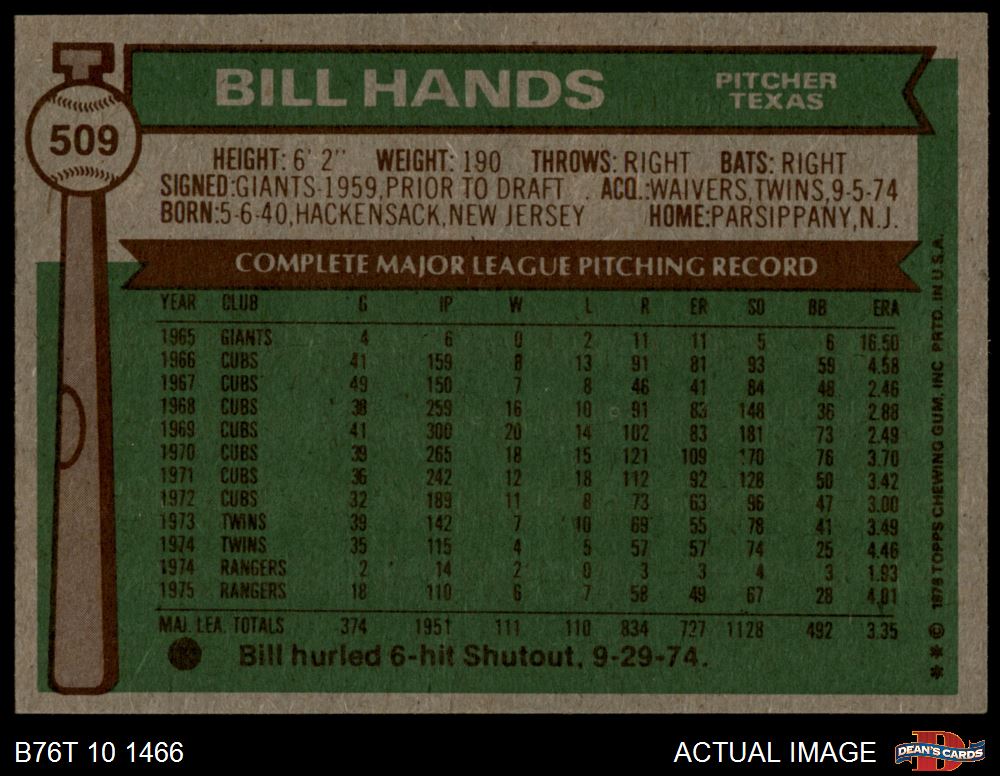 BILL HANDS
PITCHER
TEXAS
509
HEIGHT: 6' 2" WEIGHT: 190 THROWS: RIGHT BATS: RIGHT
SIGNED: GIANTS-1959, PRIOR TO DRAFT ACQ.: WAIVERS, TWINS, 9-5-74
BORN: 5-6-40, HACKENSACK, NEW JERSEY HOME: PARSIPPANY, N.J.
COMPLETE MAJOR LEAGUE PITCHING RECORD
YEAR CLUB G IP W L R ER SO BB ERA
1965 GIANTS 4 6 0 2 11 11 5 6 16.50
1966 CUBS 41 159 8 13 91 81 93 59 4.58
1967 CUBS 49 150 7 8 46 41 84 48 2.46
1968 CUBS 38 259 16 10 91 83 148 36 2.88
1969 CUBS 41 300 20 14 102 83 181 73 2.49
1970 CUBS 39 265 18 15 121 109 170 76 3.70
1971 CUBS 36 242 12 18 112 92 128 50 3.42
1972 CUBS 32 189 11 8 73 63 96 47 3.00
1973 TWINS 39 142 7 10 69 55 78 41 3.49
1974 TWINS 35 115 4 5 57 57 74 25 4.46
1974 RANGERS 2 14 2 0 3 3 4 3 1.93
1975 RANGERS 18 110 6 7 58 49 67 28 4.01
MAJ. LEA. TOTALS 374 1951 111 110 834 727 1128 492 3.35
Bill hurled 6-hit Shutout, 9-29-74.
* * © 1976 TOPPS CHEWING GUM, INC. PRTD. IN U.S.A.
B76T 10 1466
ACTUAL IMAGE
DEAN'S CARDS